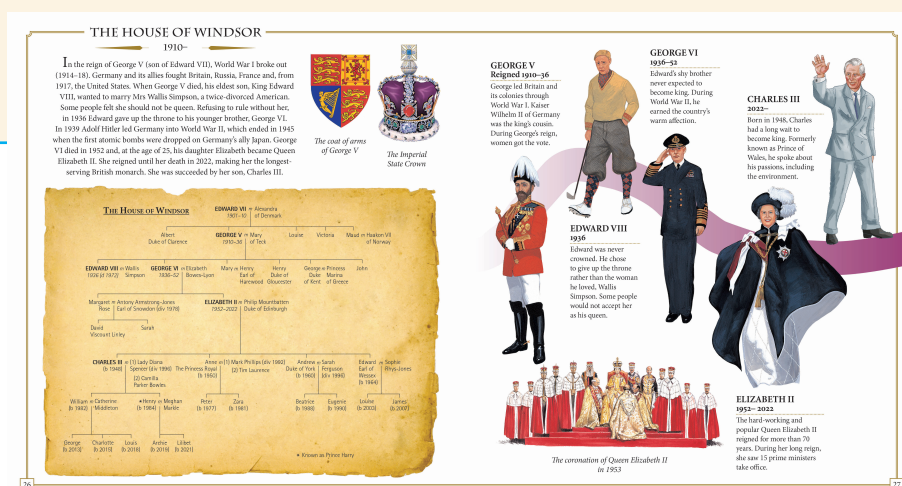 THE HOUSE OF WINDSOR
1910–
In the reign of George V (son of Edward VII), World War I broke out
(1914–18). Germany and its allies fought Britain, Russia, France and, from
1917, the United States. When George V died, his eldest son, King Edward
VIII, wanted to marry Mrs Wallis Simpson, a twice-divorced American.
Some people felt she should not be queen. Refusing to rule without her,
in 1936 Edward gave up the throne to his younger brother, George VI.
In 1939 Adolf Hitler led Germany into World War II, which ended in 1945
when the first atomic bombs were dropped on Germany's ally Japan. George
VI died in 1952 and, at the age of 25, his daughter Elizabeth became Queen
Elizabeth II. She reigned until her death in 2022, making her the longest-
serving British monarch. She was succeeded by her son, Charles III.
The coat of arms
of George V
The Imperial
State Crown
THE HOUSE OF WINDSOR
EDWARD VII = Alexandra
1901–10 of Denmark
Albert
Duke of Clarence
GEORGE V = Mary
1910–36 of Teck
Louise
Victoria
Maud = Haakon VII
of Norway
EDWARD VIII = Wallis
1936 (d 1972) Simpson
GEORGE VI = Elizabeth
1936–52 Bowes-Lyon
Mary = Henry
Earl of
Harewood
Henry
Duke of
Gloucester
George = Princess
Duke Marina
of Kent of Greece
John
Margaret = Antony Armstrong-Jones
Rose Earl of Snowdon (div 1978)
ELIZABETH II = Philip Mountbatten
1952–2022 Duke of Edinburgh
David
Viscount Linley
Sarah
CHARLES III = (1) Lady Diana
(b 1948) Spencer (div 1996)
(2) Camilla
Parker Bowles
Anne = (1) Mark Phillips (div 1992)
The Princess Royal (2) Tim Laurence
(b 1950)
Andrew = Sarah
Duke of York Ferguson
(b 1960) (div 1996)
Edward = Sophie
Earl of Rhys-Jones
Wessex
(b 1964)
William = Catherine
(b 1982) Middleton
*Henry = Meghan
(b 1984) Markle
Peter
(b 1977)
Zara
(b 1981)
Beatrice
(b 1988)
Eugenie
(b 1990)
Louise
(b 2003)
James
(b 2007)
George
(b 2013)
Charlotte
(b 2015)
Louis
(b 2018)
Archie
(b 2019)
Lilibet
(b 2021)
* Known as Prince Harry
26
GEORGE V
Reigned 1910–36
George led Britain and
its colonies through
World War I. Kaiser
Wilhelm II of Germany
was the king's cousin.
During George's reign,
women got the vote.
GEORGE VI
1936–52
Edward's shy brother
never expected to
become king. During
World War II, he
earned the country's
warm affection.
CHARLES III
2022–
Born in 1948, Charles
had a long wait to
become king. Formerly
known as Prince of
Wales, he spoke about
his passions, including
the environment.
EDWARD VIII
1936
Edward was never
crowned. He chose
to give up the throne
rather than the woman
he loved, Wallis
Simpson. Some people
would not accept her
as his queen.
The coronation of Queen Elizabeth II
in 1953
ELIZABETH II
1952– 2022
The hard-working and
popular Queen Elizabeth II
reigned for more than 70
years. During her long reign,
she saw 15 prime ministers
take office.
27